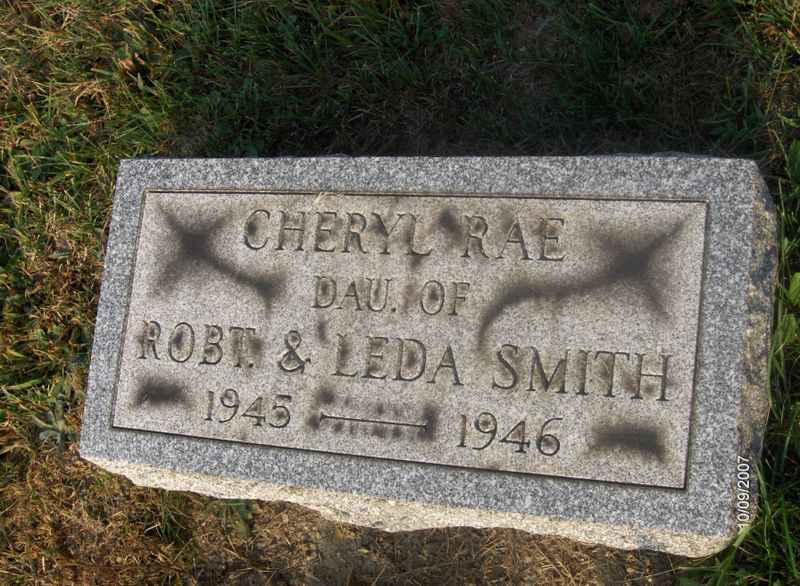 CHERYL RAE
DAU. OF
ROBT. & LEDA SMITH
1945 — 1946
10/09/2007